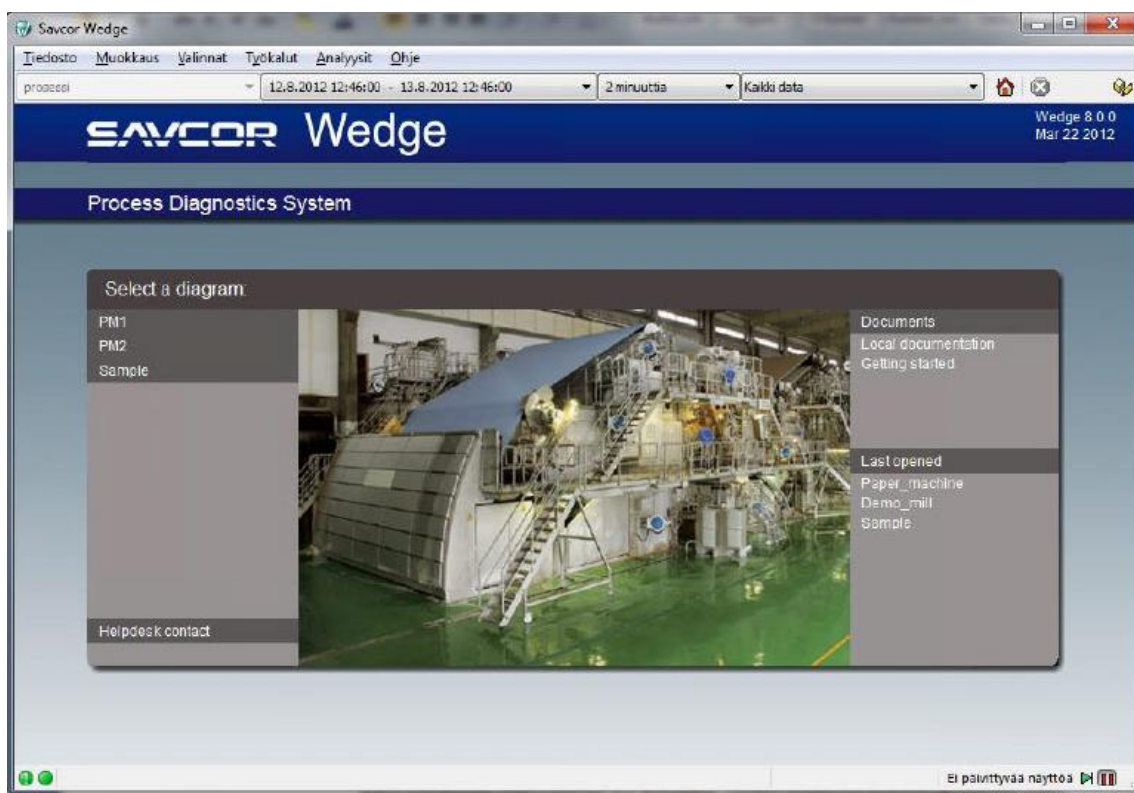 Savcor Wedge
Tiedosto Muokkaus Valinnat Työkalut Analyysit Ohje
prosessi 12.8.2012 12:46:00 - 13.8.2012 12:46:00 2 minuuttia Kaikki data
SAVCOR Wedge
Wedge 8.0.0
Mar 22 2012
Process Diagnostics System
Select a diagram:
PM1
PM2
Sample
Helpdesk contact
Documents
Local documentation
Getting started
Last opened
Paper_machine
Demo_mill
Sample
Ei päivittyvää näyttöä